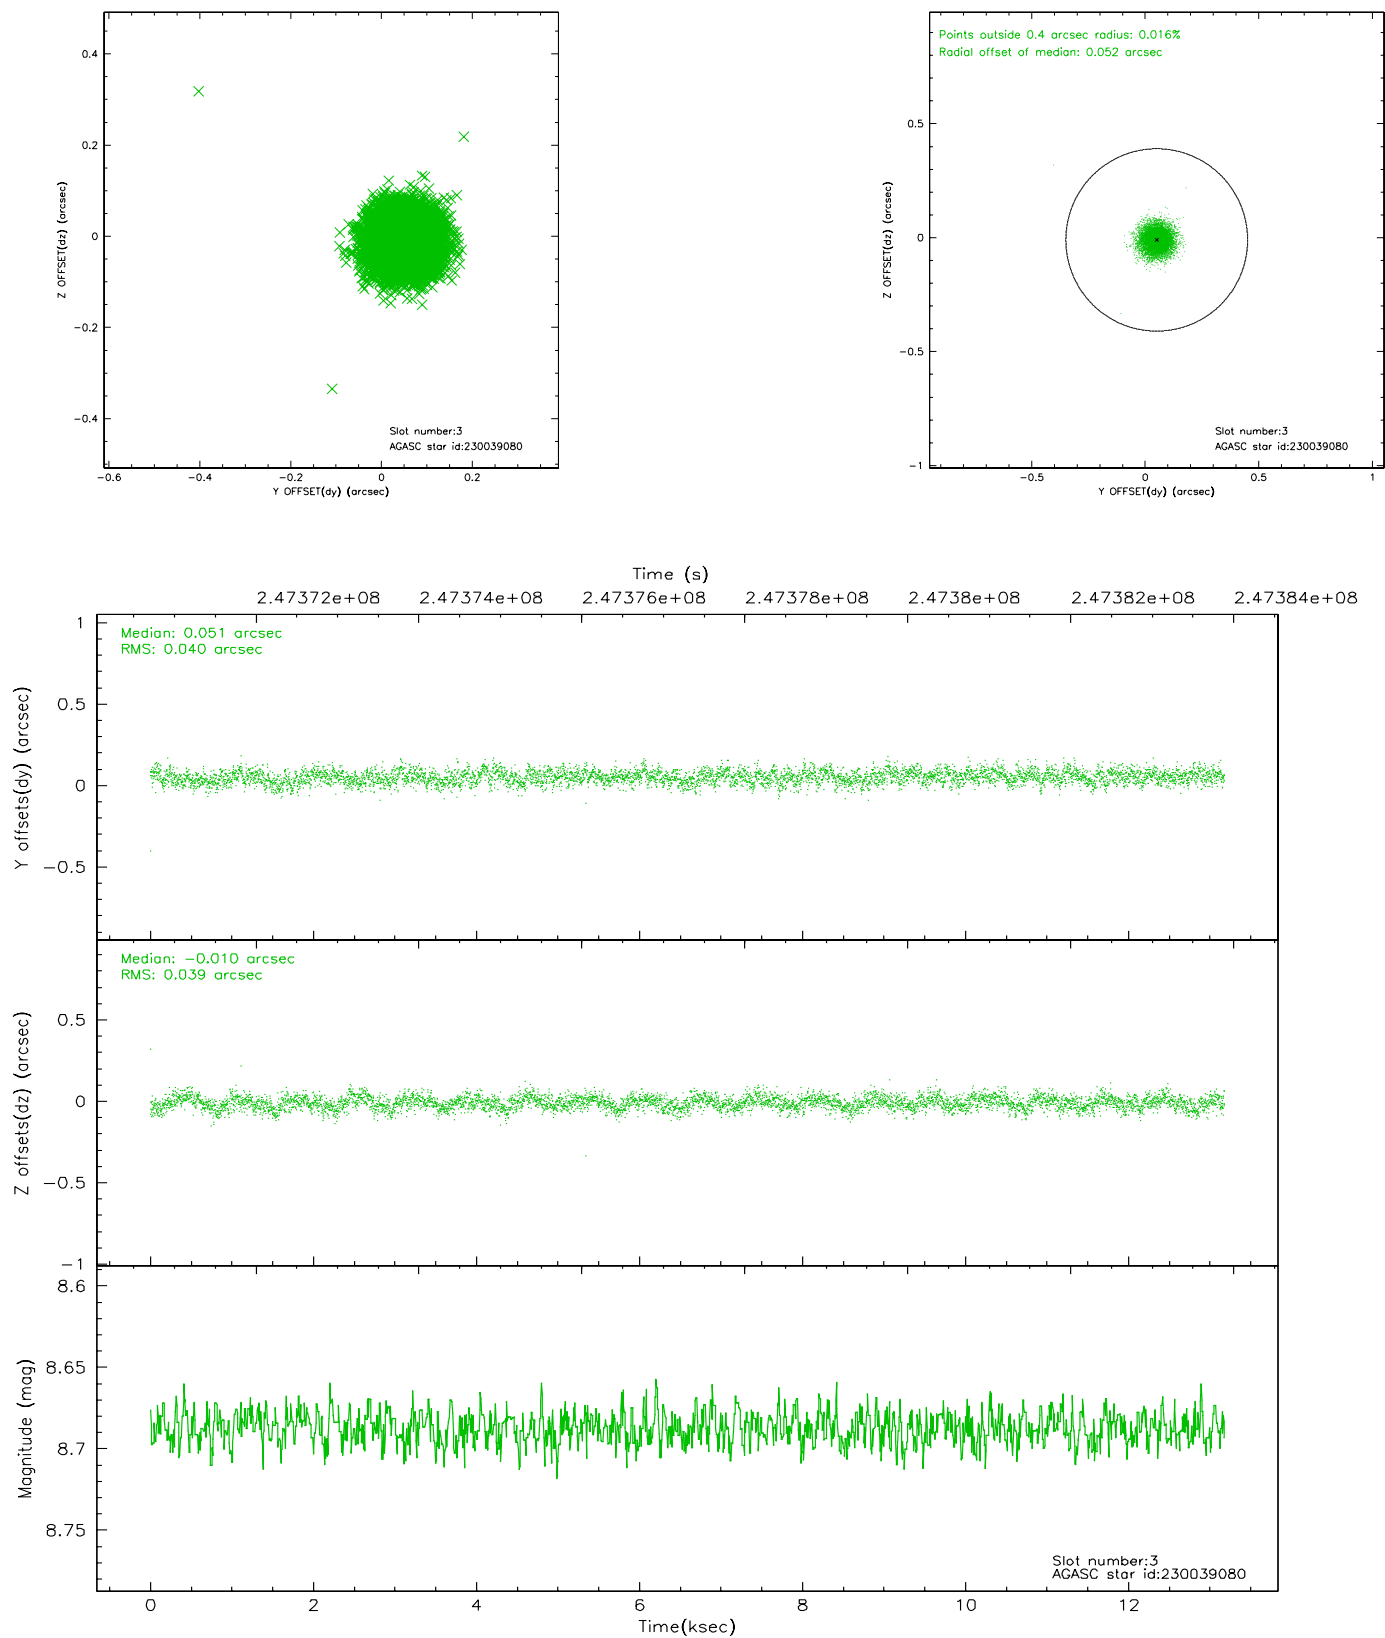 0.4
0.2
0
−0.2
−0.4
Z OFFSET(dz) (arcsec)
−0.6
−0.4
−0.2
0
0.2
Y OFFSET(dy) (arcsec)
Slot number:3
AGASC star id:230039080
Points outside 0.4 arcsec radius: 0.016%
Radial offset of median: 0.052 arcsec
0.5
0
−0.5
−1
Z OFFSET(dz) (arcsec)
−0.5
0
0.5
1
Y OFFSET(dy) (arcsec)
Slot number:3
AGASC star id:230039080
Time (s)
2.47372e+08
2.47374e+08
2.47376e+08
2.47378e+08
2.4738e+08
2.47382e+08
2.47384e+08
Median: 0.051 arcsec
RMS: 0.040 arcsec
1
0.5
0
−0.5
Y offsets(dy) (arcsec)
Median: −0.010 arcsec
RMS: 0.039 arcsec
0.5
0
−0.5
−1
Z offsets(dz) (arcsec)
8.6
8.65
8.7
8.75
Magnitude (mag)
Slot number:3
AGASC star id:230039080
0
2
4
6
8
10
12
Time(ksec)